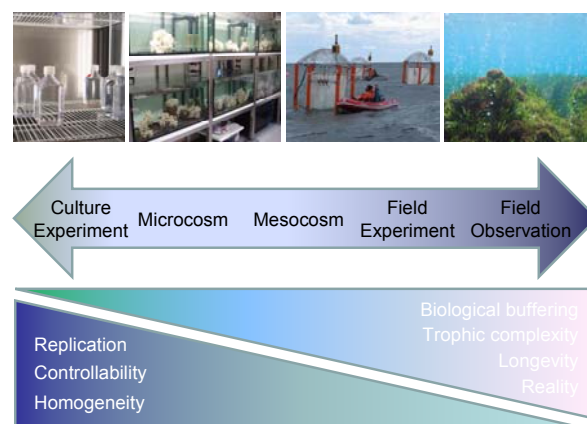 Culture
Experiment
Microcosm
Mesocosm
Field
Experiment
Field
Observation
Biological buffering
Trophic complexity
Longevity
Reality
Replication
Controllability
Homogeneity